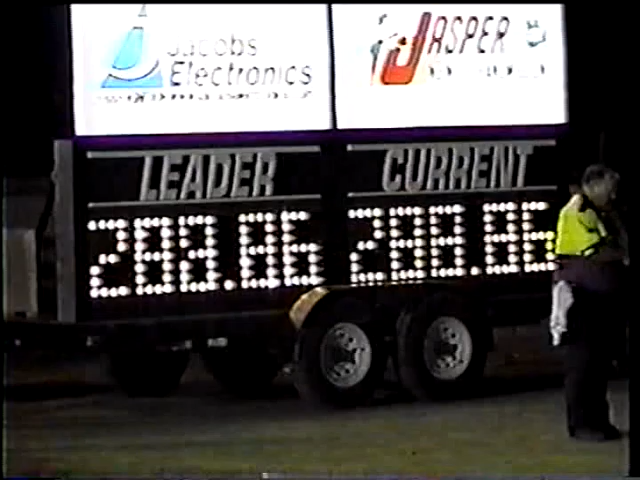 Jacobs
Electronics
JASPER
LEADER CURRENT
288.86 288.86